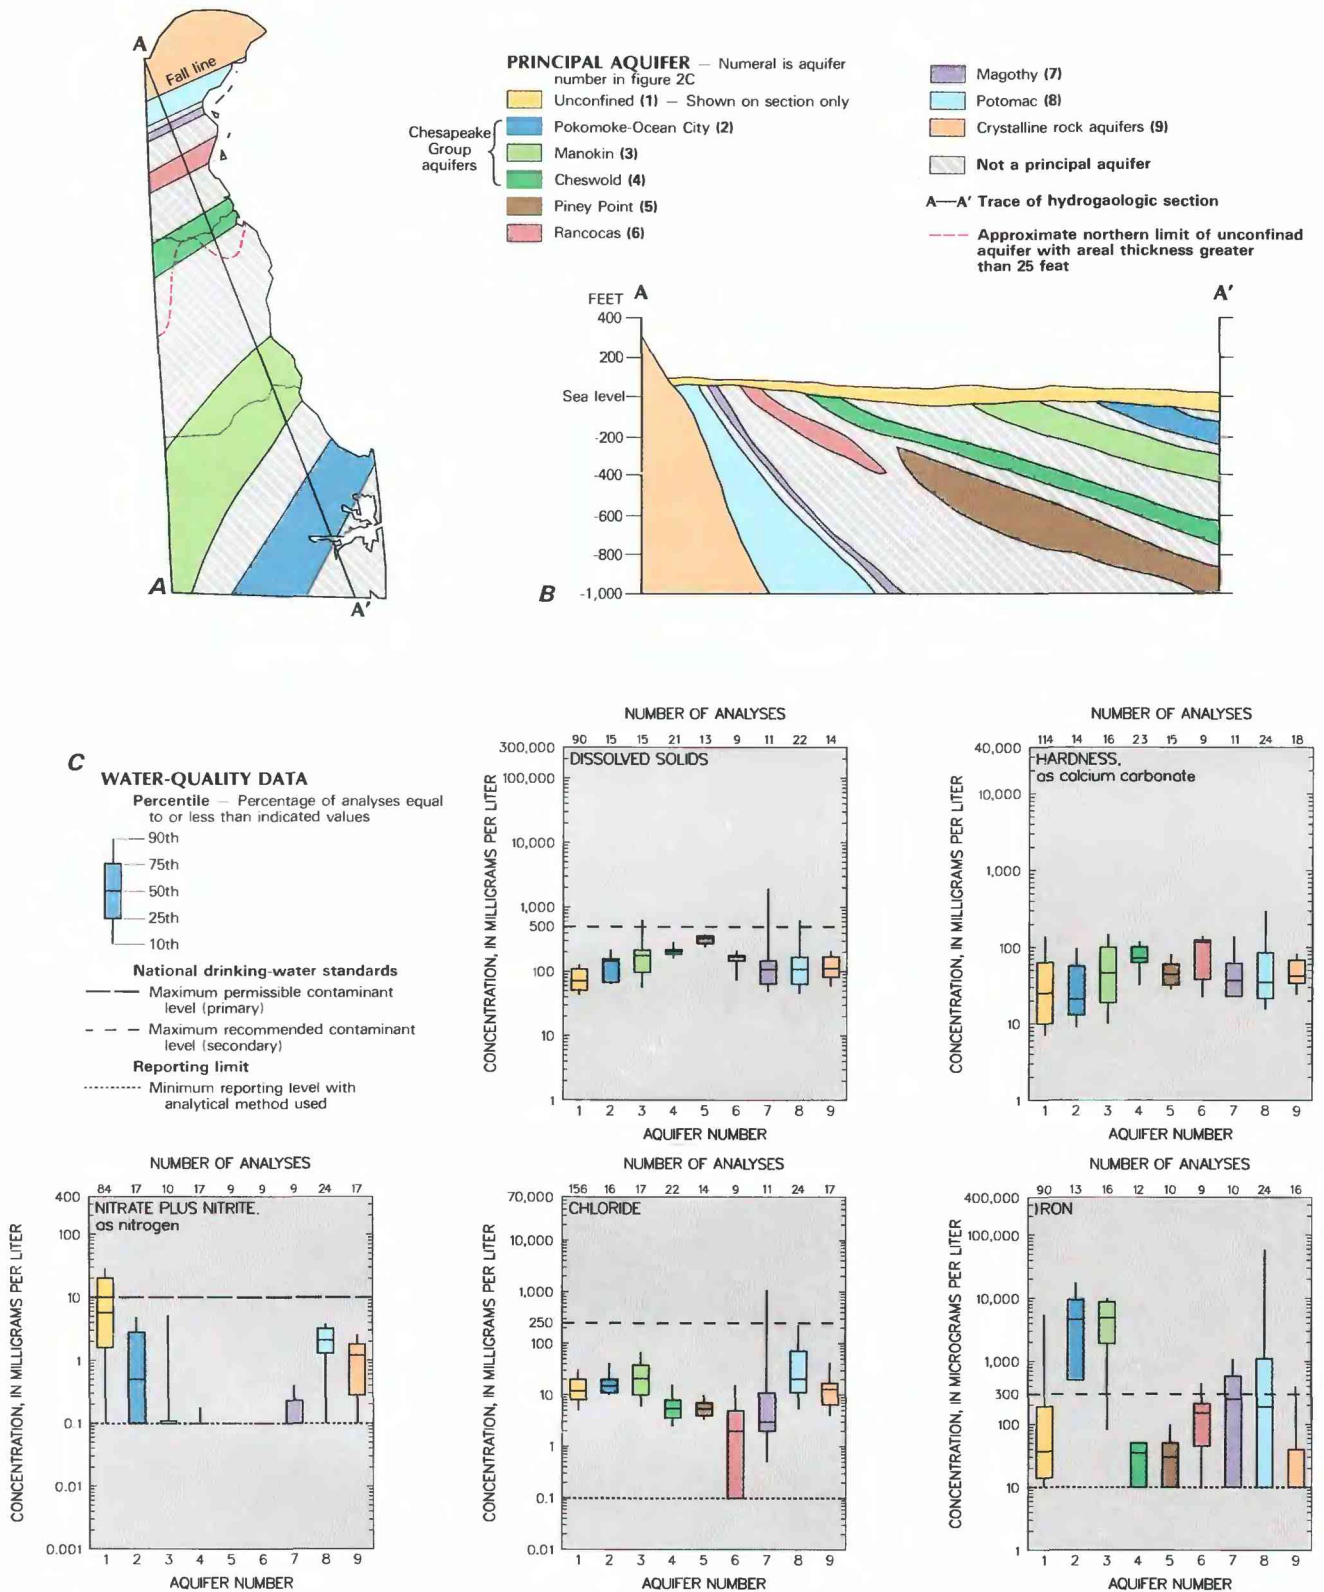 A
Fall line
A
A'
PRINCIPAL AQUIFER — Numeral is aquifer
number in figure 2C
Unconfined (1) — Shown on section only
Chesapeake
Group
aquifers
Pokomoke-Ocean City (2)
Manokin (3)
Cheswold (4)
Piney Point (5)
Rancocas (6)
Magothy (7)
Potomac (8)
Crystalline rock aquifers (9)
Not a principal aquifer
A—A' Trace of hydrogaologic section
Approximate northern limit of unconfinad
aquifer with areal thickness greater
than 25 feat
FEET A A'
400
200
Sea level
-200
-400
-600
-800
B -1,000
C
WATER-QUALITY DATA
Percentile — Percentage of analyses equal
to or less than indicated values
90th
75th
50th
25th
10th
National drinking-water standards
Maximum permissible contaminant
level (primary)
Maximum recommended contaminant
level (secondary)
Reporting limit
Minimum reporting level with
analytical method used
NUMBER OF ANALYSES
90 15 15 21 13 9 11 22 14
DISSOLVED SOLIDS
CONCENTRATION, IN MILLIGRAMS PER LITER
300,000
100,000
10,000
1,000
500
100
10
1
1 2 3 4 5 6 7 8 9
AQUIFER NUMBER
NUMBER OF ANALYSES
114 14 16 23 15 9 11 24 18
HARDNESS,
as calcium carbonate
CONCENTRATION, IN MILLIGRAMS PER LITER
40,000
10,000
1,000
100
10
1
1 2 3 4 5 6 7 8 9
AQUIFER NUMBER
NUMBER OF ANALYSES
84 17 10 17 9 9 9 24 17
NITRATE PLUS NITRITE,
as nitrogen
CONCENTRATION, IN MILLIGRAMS PER LITER
400
100
10
1
0.1
0.01
0.001
1 2 3 4 5 6 7 8 9
AQUIFER NUMBER
NUMBER OF ANALYSES
156 16 17 22 14 9 11 24 17
CHLORIDE
CONCENTRATION, IN MILLIGRAMS PER LITER
70,000
10,000
1,000
250
100
10
1
0.1
0.01
1 2 3 4 5 6 7 8 9
AQUIFER NUMBER
NUMBER OF ANALYSES
90 13 16 12 10 9 10 24 16
IRON
CONCENTRATION, IN MICROGRAMS PER LITER
400,000
100,000
10,000
1,000
300
100
10
1
1 2 3 4 5 6 7 8 9
AQUIFER NUMBER